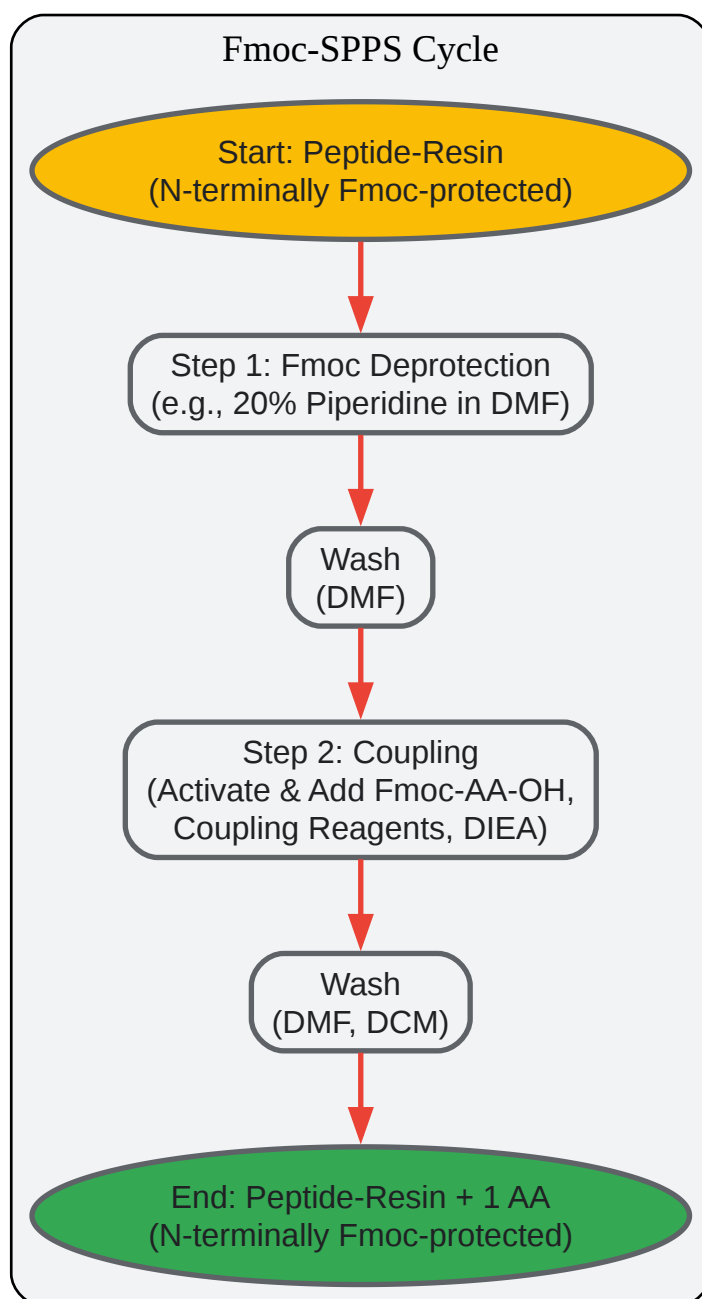 Fmoc-SPPS Cycle
Start: Peptide-Resin
(N-terminally Fmoc-protected)
Step 1: Fmoc Deprotection
(e.g., 20% Piperidine in DMF)
Wash
(DMF)
Step 2: Coupling
(Activate & Add Fmoc-AA-OH,
Coupling Reagents, DIEA)
Wash
(DMF, DCM)
End: Peptide-Resin + 1 AA
(N-terminally Fmoc-protected)